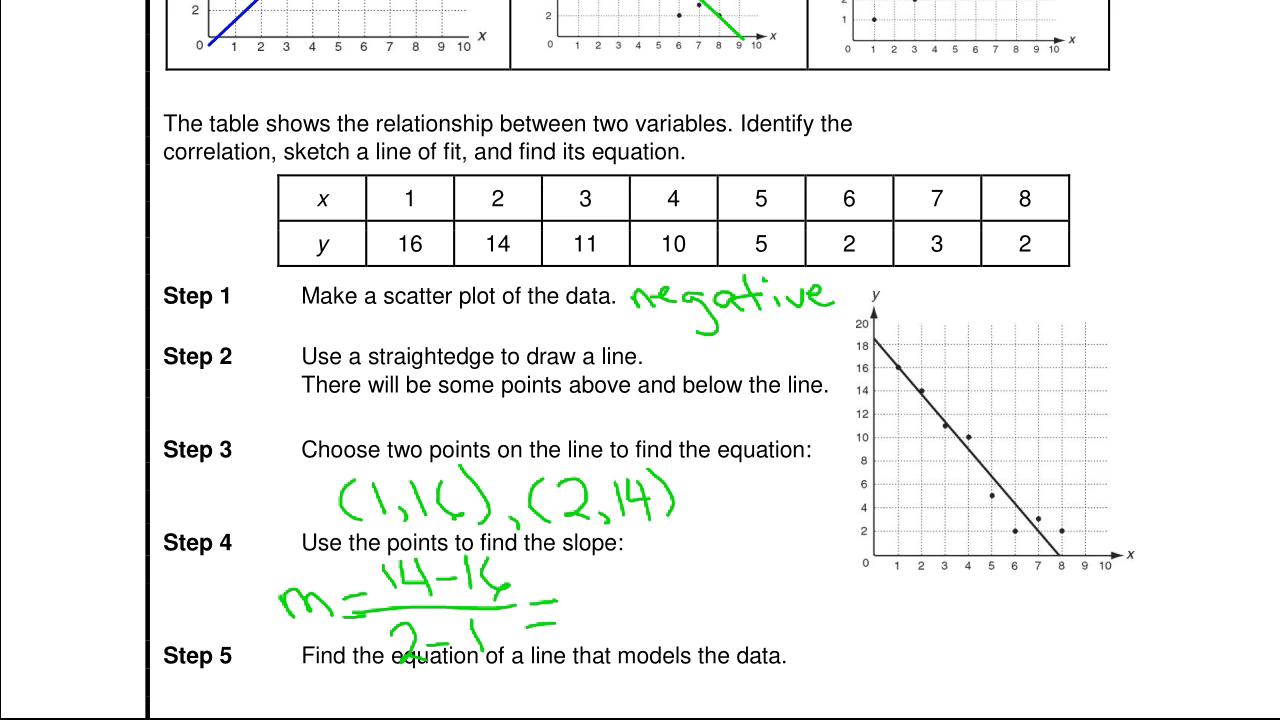 2
0 1 2 3 4 5 6 7 8 9 10 x
2
0 1 2 3 4 5 6 7 8 9 10 x
2
1
0 1 2 3 4 5 6 7 8 9 10 x
The table shows the relationship between two variables. Identify the
correlation, sketch a line of fit, and find its equation.
x 1 2 3 4 5 6 7 8
y 16 14 11 10 5 2 3 2
Step 1 Make a scatter plot of the data. negative
Step 2 Use a straightedge to draw a line.
There will be some points above and below the line.
Step 3 Choose two points on the line to find the equation:
(1,16), (2,14)
Step 4 Use the points to find the slope:
m = 14-16 =
2-1
Step 5 Find the equation of a line that models the data.
y
20
18
16
14
12
10
8
6
4
2
0 1 2 3 4 5 6 7 8 9 10 x